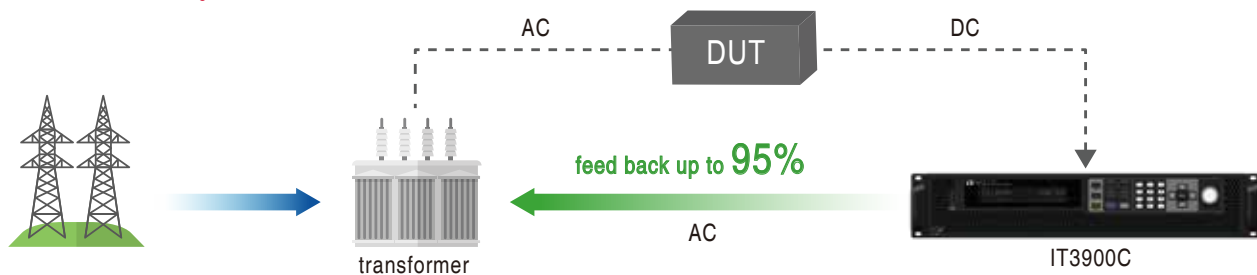 AC
DUT
DC
feed back up to 95%
AC
transformer
IT3900C